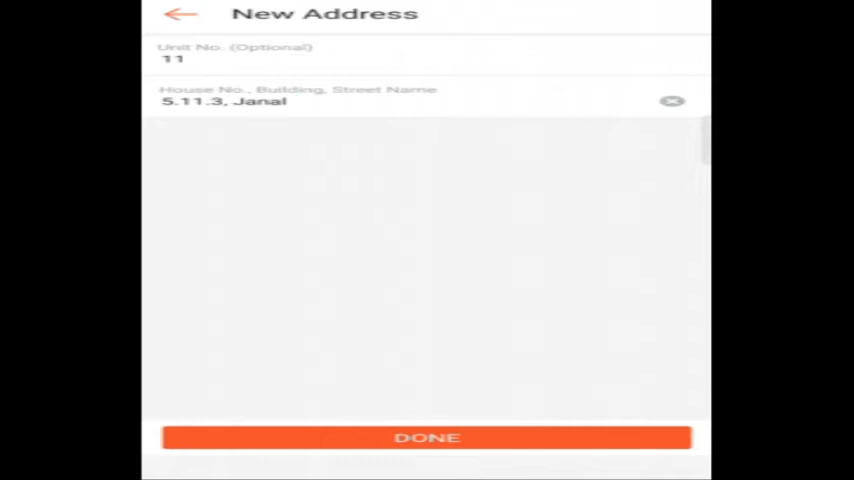 New Address
Unit No. (Optional)
11
House No., Building, Street Name
5.11.3, Janal
DONE